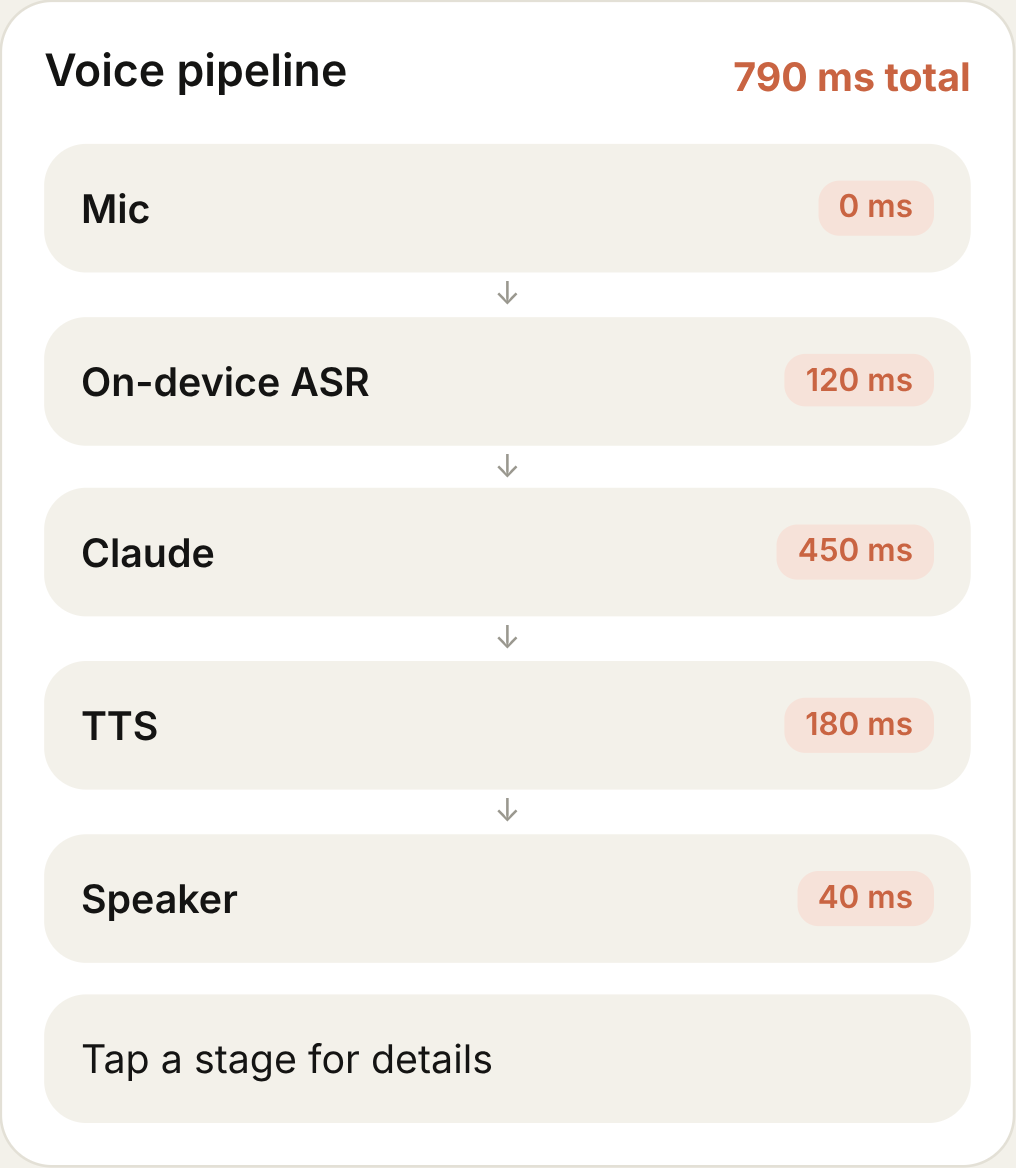 Voice pipeline
790 ms total
Mic
0 ms
↓
On-device ASR
120 ms
↓
Claude
450 ms
↓
TTS
180 ms
↓
Speaker
40 ms
Tap a stage for details